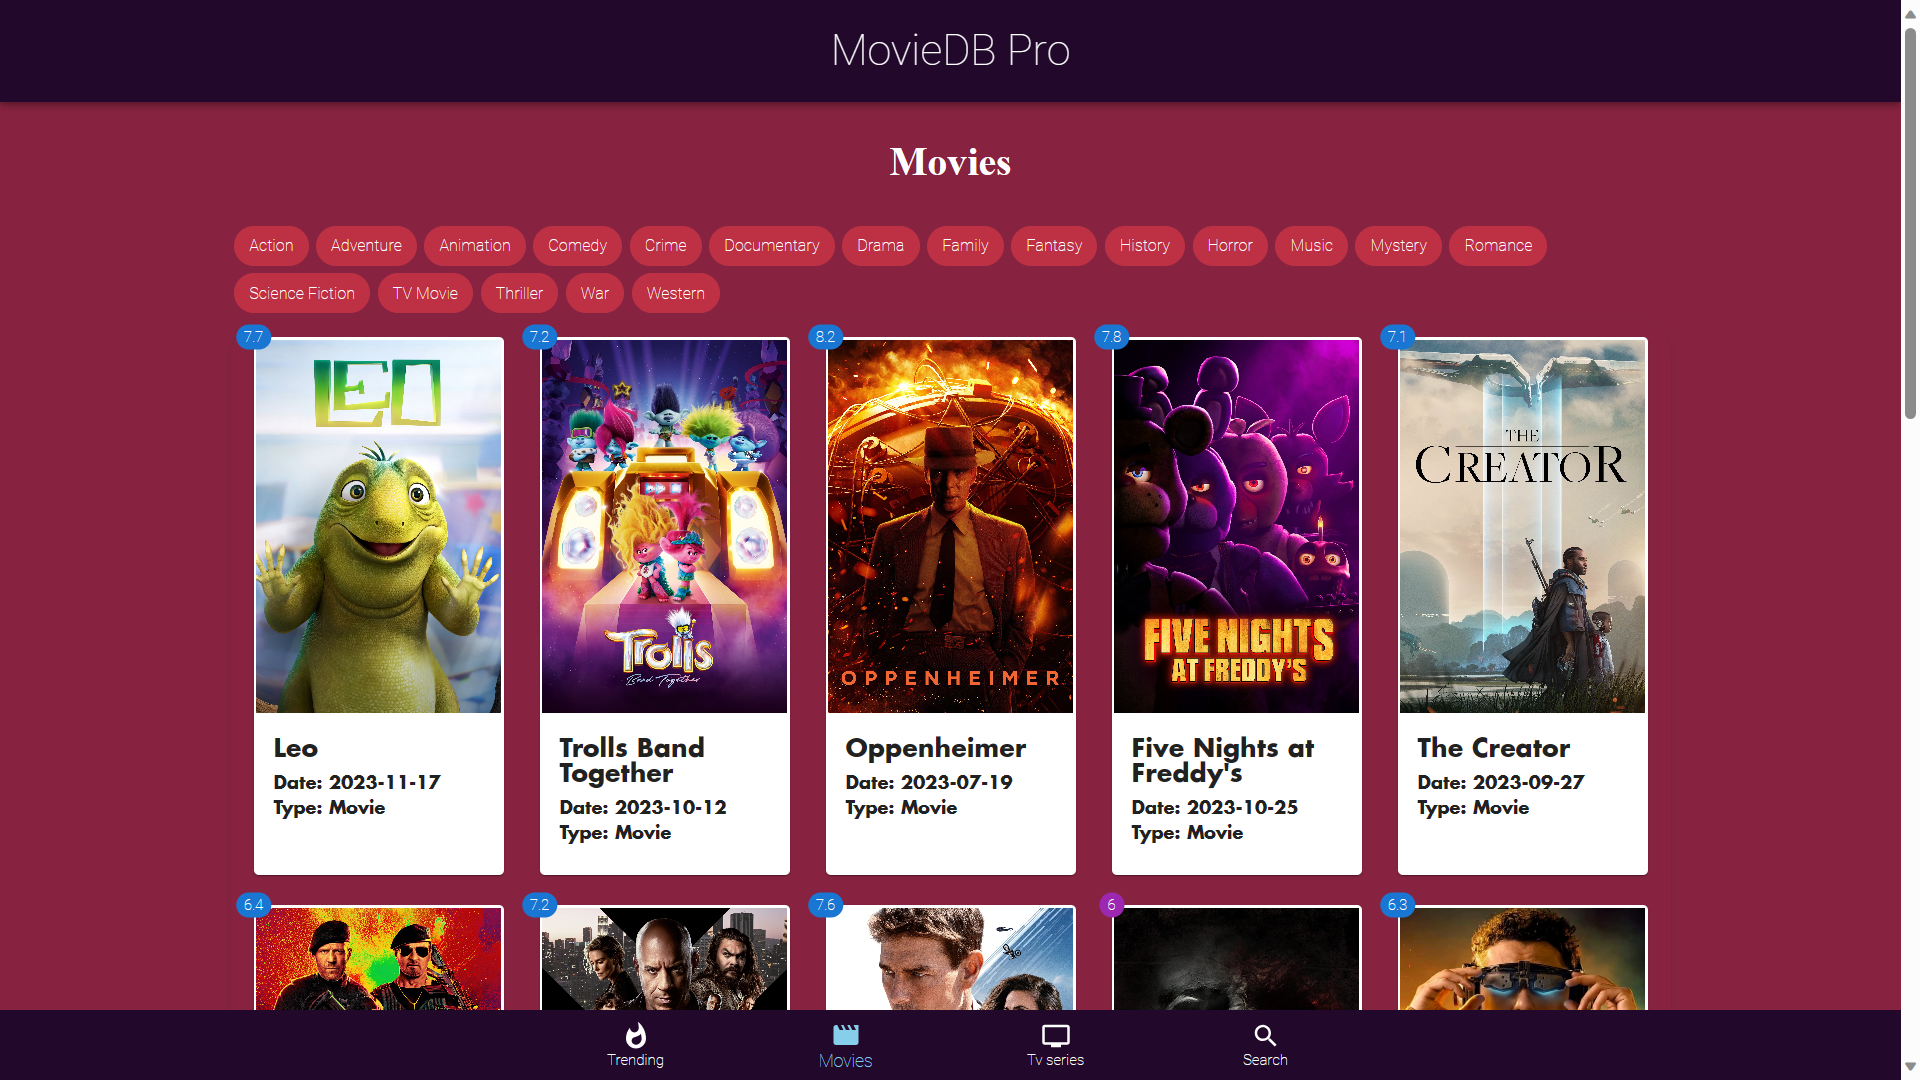 MovieDB Pro
Movies
Action Adventure Animation Comedy Crime Documentary Drama Family Fantasy History Horror Music Mystery Romance
Science Fiction TV Movie Thriller War Western
7.7 7.2 8.2 7.8 7.1
LEO
Trolls
Band Together
OPPENHEIMER
FIVE NIGHTS
AT FREDDY'S
THE
CREATOR
Leo
Date: 2023-11-17
Type: Movie
Trolls Band
Together
Date: 2023-10-12
Type: Movie
Oppenheimer
Date: 2023-07-19
Type: Movie
Five Nights at
Freddy's
Date: 2023-10-25
Type: Movie
The Creator
Date: 2023-09-27
Type: Movie
6.4 7.2 7.6 6 6.3
Trending Movies Tv series Search